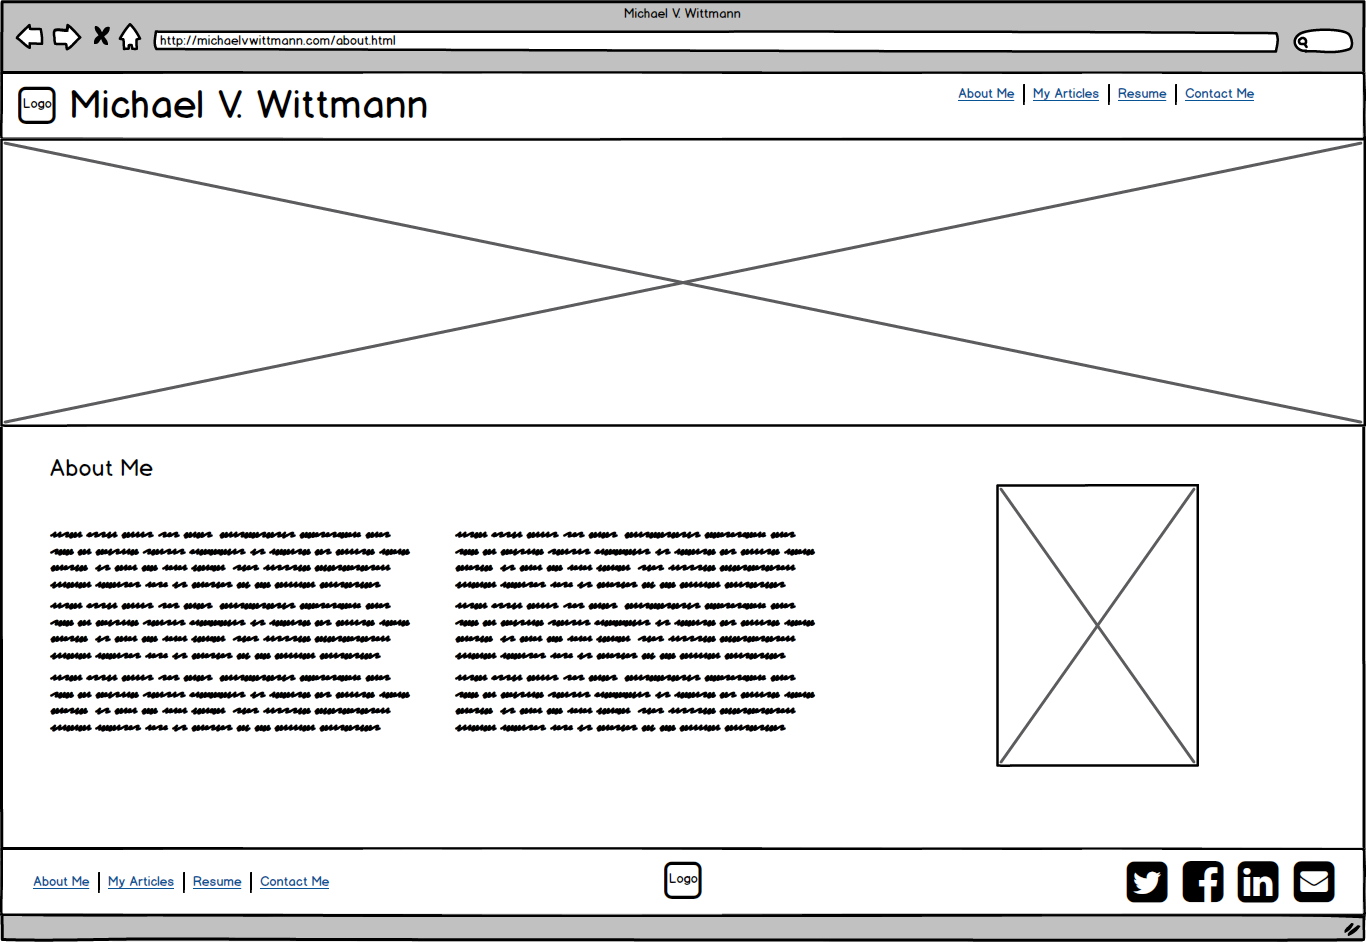 Michael V. Wittmann
http://michaelvwittmann.com/about.html
Logo
Michael V. Wittmann
About Me | My Articles | Resume | Contact Me
About Me
About Me | My Articles | Resume | Contact Me
Logo